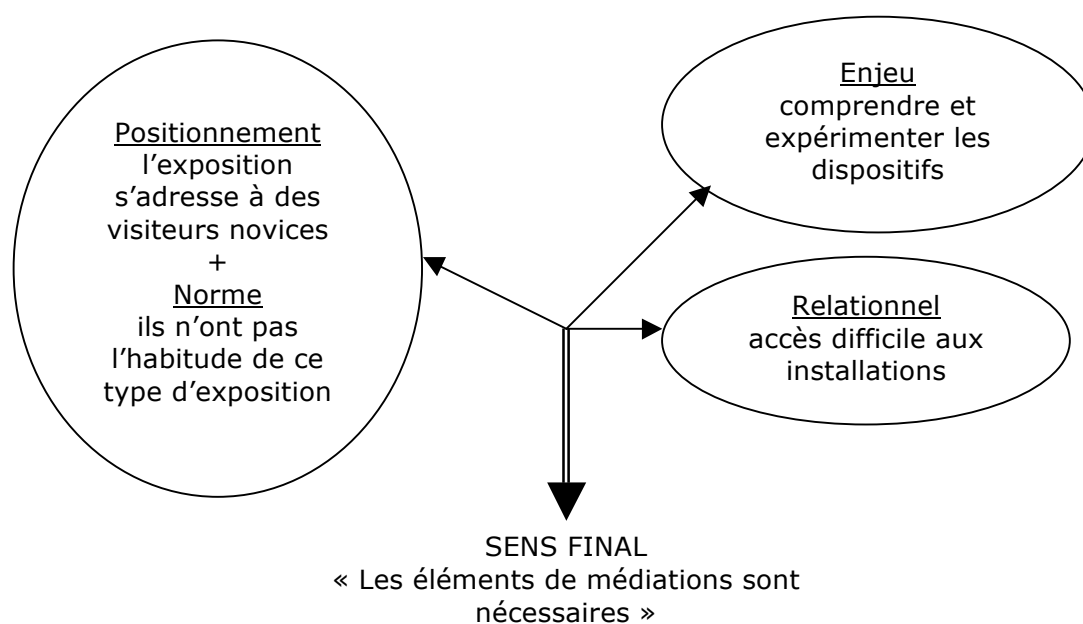 Positionnement
l'exposition
s'adresse à des
visiteurs novices
+
Norme
ils n'ont pas
l'habitude de ce
type d'exposition
Enjeu
comprendre et
expérimenter les
dispositifs
Relationnel
accès difficile aux
installations
SENS FINAL
« Les éléments de médiations sont
nécessaires »